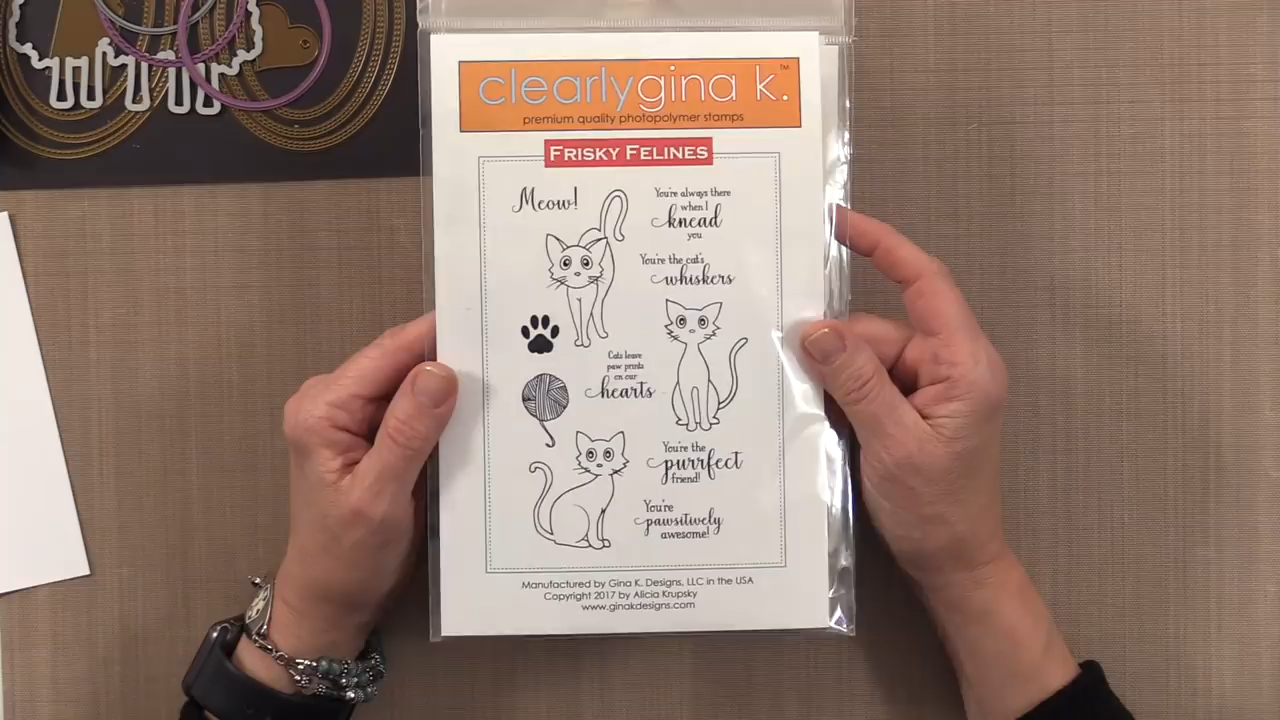 clearlygina k.™
premium quality photopolymer stamps
FRISKY FELINES
Meow!
You're always there
when I
knead
you
You're the cat's
whiskers
Cats leave
paw prints
on our
hearts
You're the
purrfect
friend!
You're
pawsitively
awesome!
Manufactured by Gina K. Designs, LLC in the USA
Copyright 2017 by Alicia Krupsky
www.ginakdesigns.com